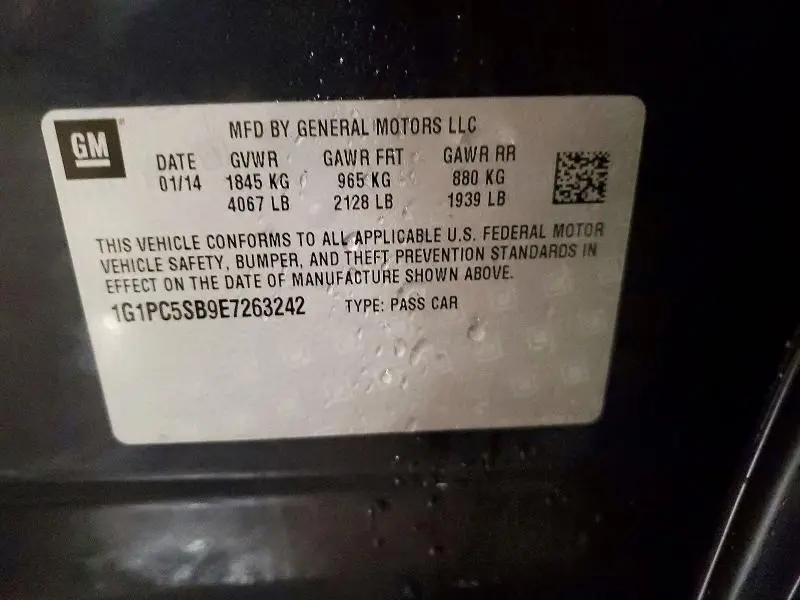 GM
MFD BY GENERAL MOTORS LLC
DATE GVWR GAWR FRT GAWR RR
01/14 1845 KG 965 KG 880 KG
4067 LB 2128 LB 1939 LB
THIS VEHICLE CONFORMS TO ALL APPLICABLE U.S. FEDERAL MOTOR
VEHICLE SAFETY, BUMPER, AND THEFT PREVENTION STANDARDS IN
EFFECT ON THE DATE OF MANUFACTURE SHOWN ABOVE.
1G1PC5SB9E7263242 TYPE: PASS CAR